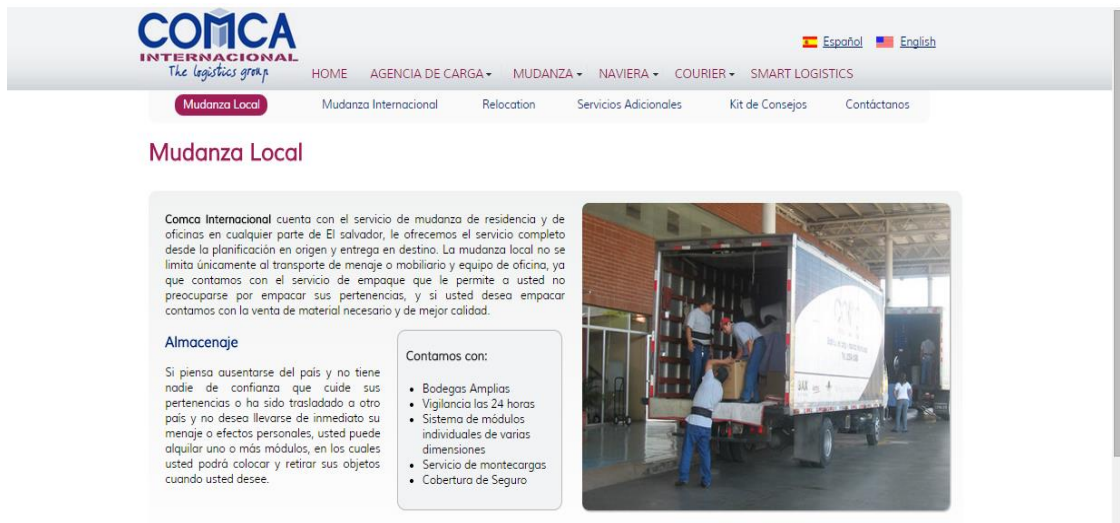 COMCA
INTERNACIONAL
The logistics group
Español English
HOME AGENCIA DE CARGA MUDANZA NAVIERA COURIER SMART LOGISTICS
Mudanza Local Mudanza Internacional Relocation Servicios Adicionales Kit de Consejos Contáctanos
Mudanza Local
Comca Internacional cuenta con el servicio de mudanza de residencia y de
oficinas en cualquier parte de El salvador, le ofrecemos el servicio completo
desde la planificación en origen y entrega en destino. La mudanza local no se
limita únicamente al transporte de menaje o mobiliario y equipo de oficina, ya
que contamos con el servicio de empaque que le permite a usted no
preocuparse por empacar sus pertenencias, y si usted desea empacar
contamos con la venta de material necesario y de mejor calidad.
Almacenaje
Si piensa ausentarse del país y no tiene
nadie de confianza que cuide sus
pertenencias o ha sido trasladado a otro
país y no desea llevarse de inmediato su
menaje o efectos personales, usted puede
alquilar uno o más módulos, en los cuales
usted podrá colocar y retirar sus objetos
cuando usted desee.
Contamos con:
• Bodegas Amplias
• Vigilancia las 24 horas
• Sistema de módulos
individuales de varias
dimensiones
• Servicio de montecargas
• Cobertura de Seguro